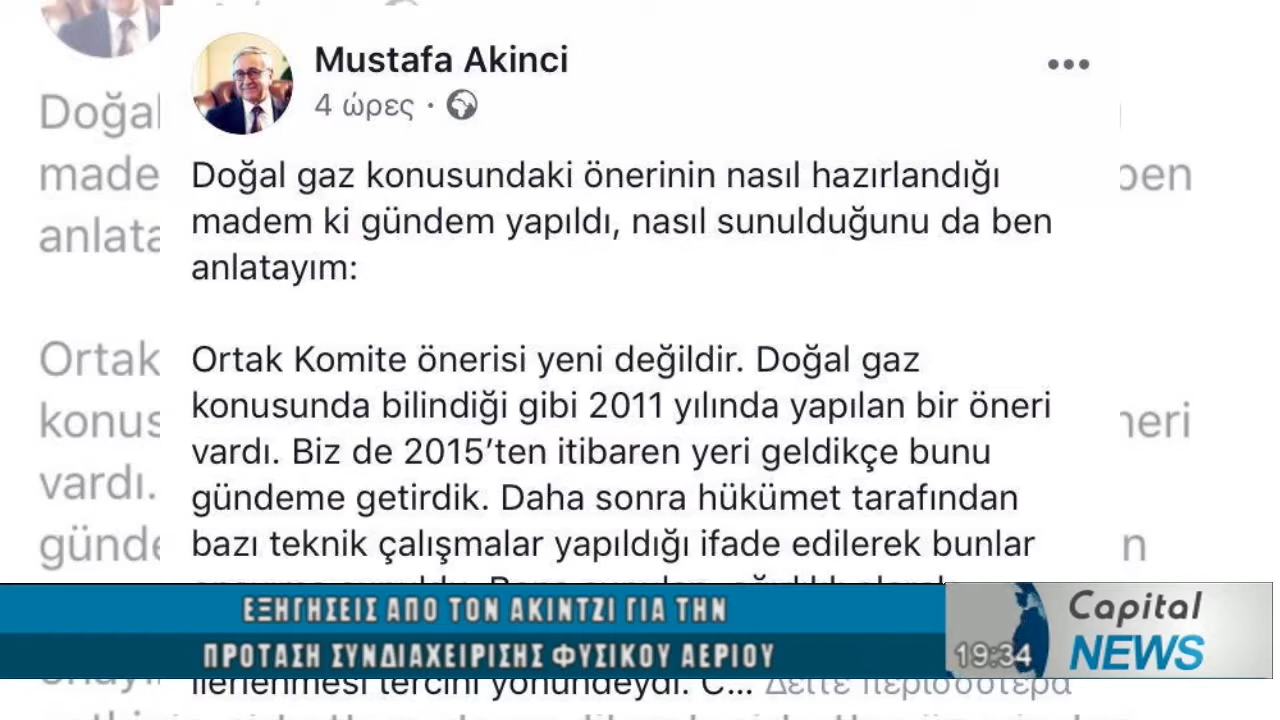 Mustafa Akinci
4 ώρες ·
Doğal gaz konusundaki önerinin nasıl hazırlandığı
madem ki gündem yapıldı, nasıl sunulduğunu da ben
anlatayım:
Ortak Komite önerisi yeni değildir. Doğal gaz
konusunda bilindiği gibi 2011 yılında yapılan bir öneri
vardı. Biz de 2015’ten itibaren yeri geldikçe bunu
gündeme getirdik. Daha sonra hükümet tarafından
bazı teknik çalışmalar yapıldığı ifade edilerek bunlar
ΕΞΗΓΗΣΕΙΣ ΑΠΟ ΤΟΝ ΑΚΙΝΤΖΙ ΓΙΑ ΤΗΝ
ΠΡΟΤΑΣΗ ΣΥΝΔΙΑΧΕΙΡΙΣΗΣ ΦΥΣΙΚΟΥ ΑΕΡΙΟΥ
Capital
NEWS
19:34
ilerlenmesi tercihi yönündeydi. C... Δείτε περισσότερα